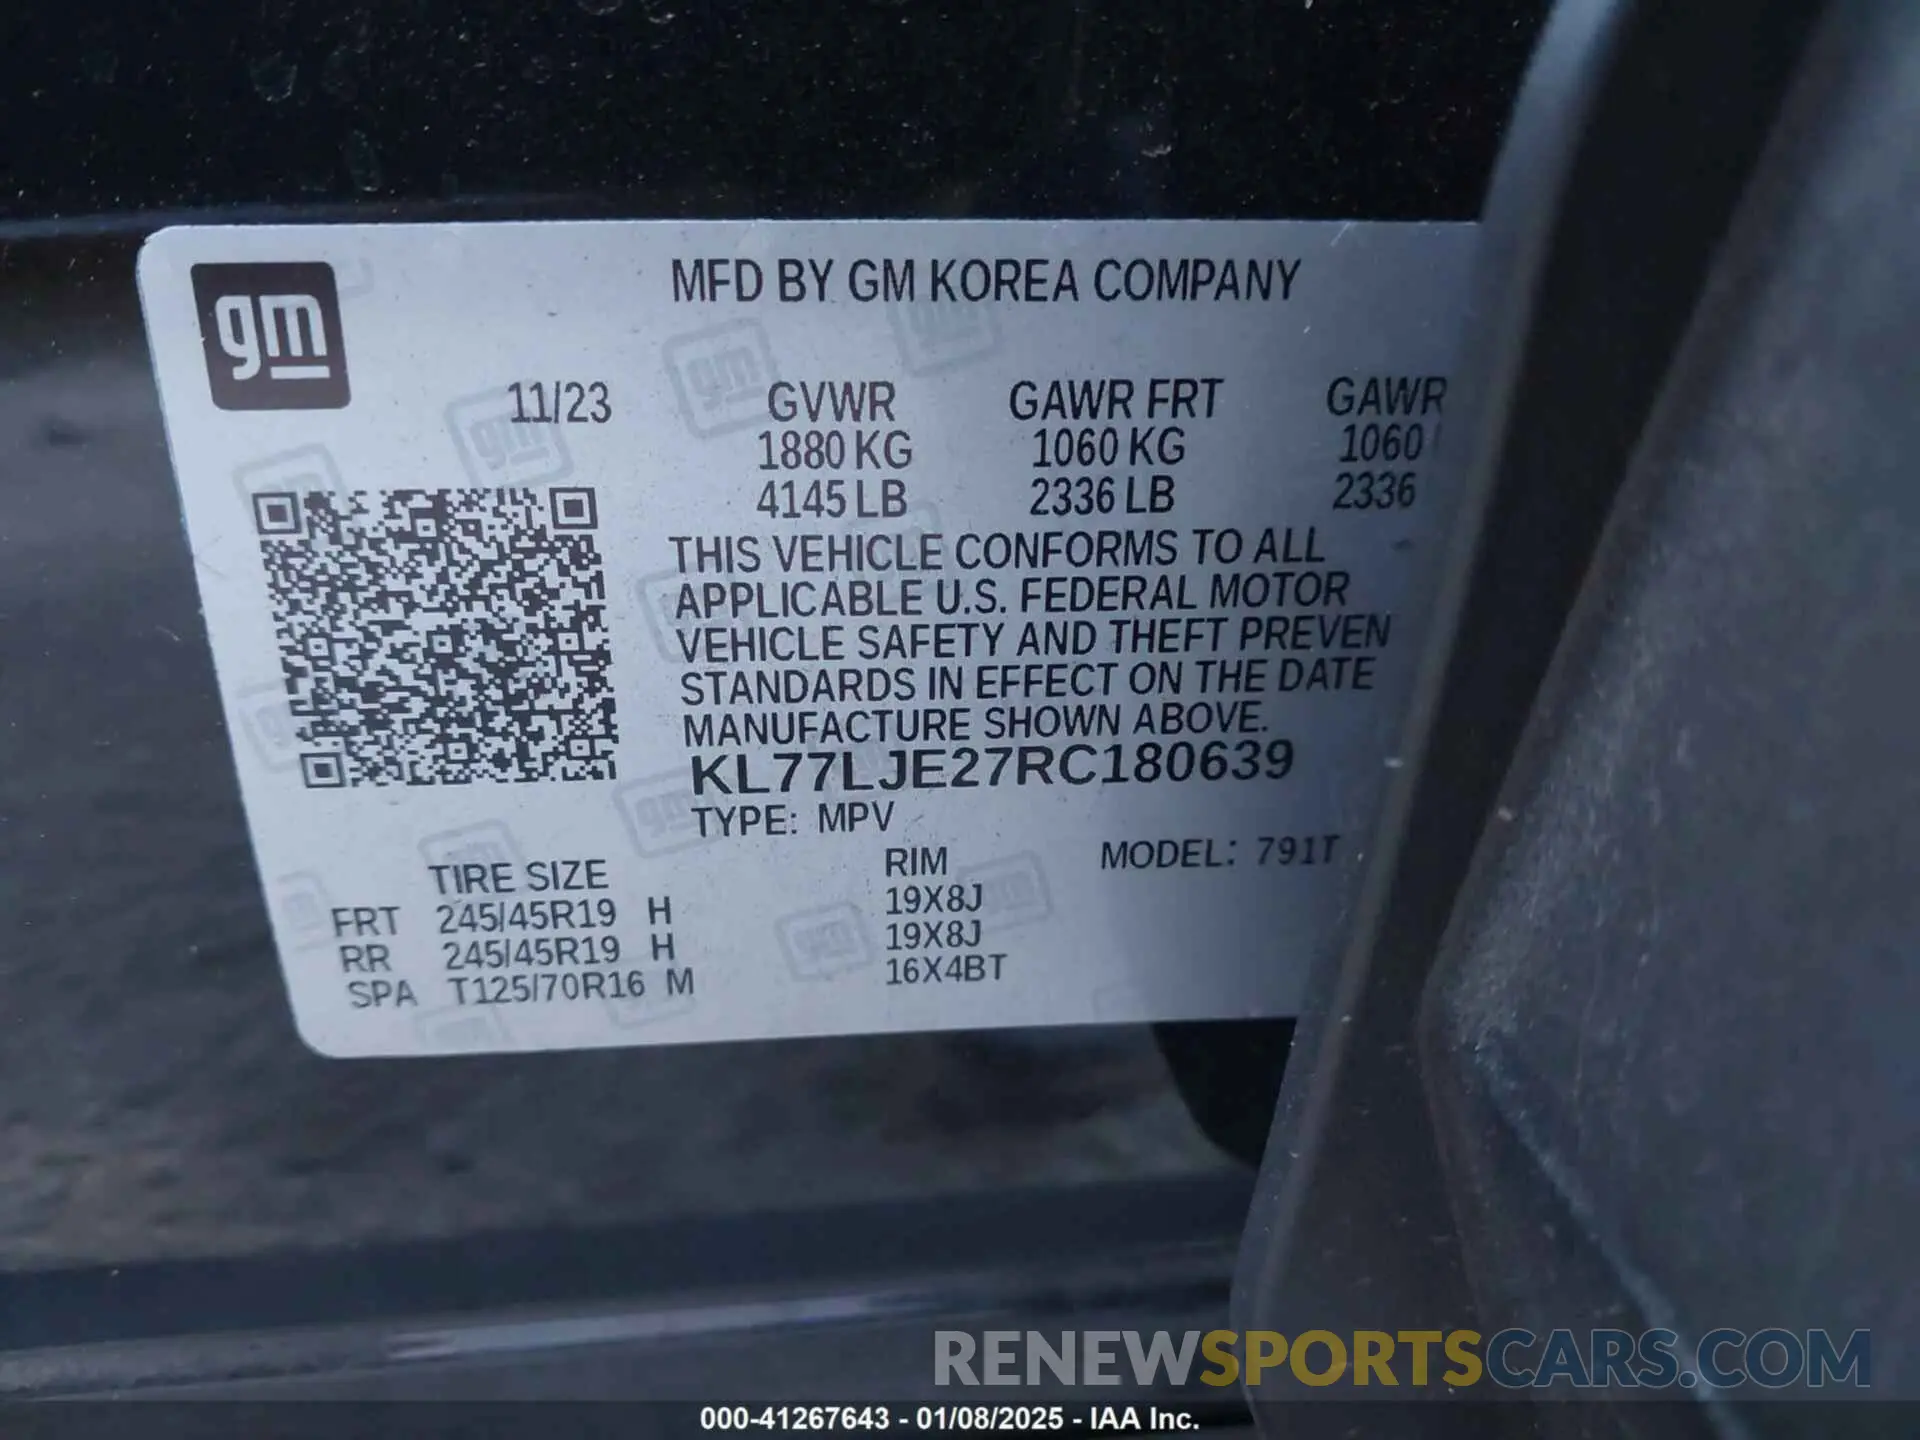 gm
MFD BY GM KOREA COMPANY
11/23 GVWR GAWR FRT GAWR
1880 KG 1060 KG 1060
4145 LB 2336 LB 2336
THIS VEHICLE CONFORMS TO ALL
APPLICABLE U.S. FEDERAL MOTOR
VEHICLE SAFETY AND THEFT PREVEN
STANDARDS IN EFFECT ON THE DATE
MANUFACTURE SHOWN ABOVE.
KL77LJE27RC180639
TYPE: MPV
TIRE SIZE RIM MODEL: 791T
FRT 245/45R19 H 19X8J
RR 245/45R19 H 19X8J
SPA T125/70R16 M 16X4BT
RENEWSPORTSCARS.COM
000-41267643 - 01/08/2025 - IAA Inc.